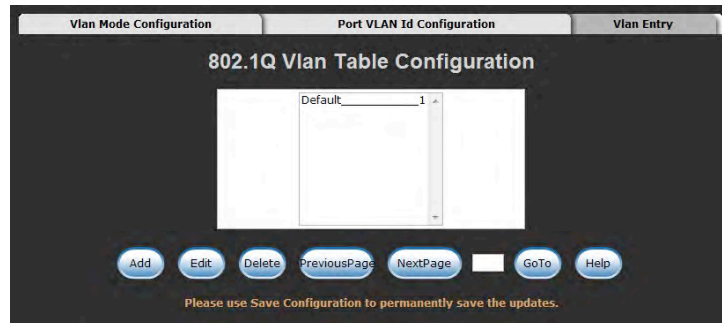 Vlan Mode Configuration Port VLAN Id Configuration Vlan Entry
802.1Q Vlan Table Configuration
Default____________1
Add Edit Delete PreviousPage NextPage GoTo Help
Please use Save Configuration to permanently save the updates.